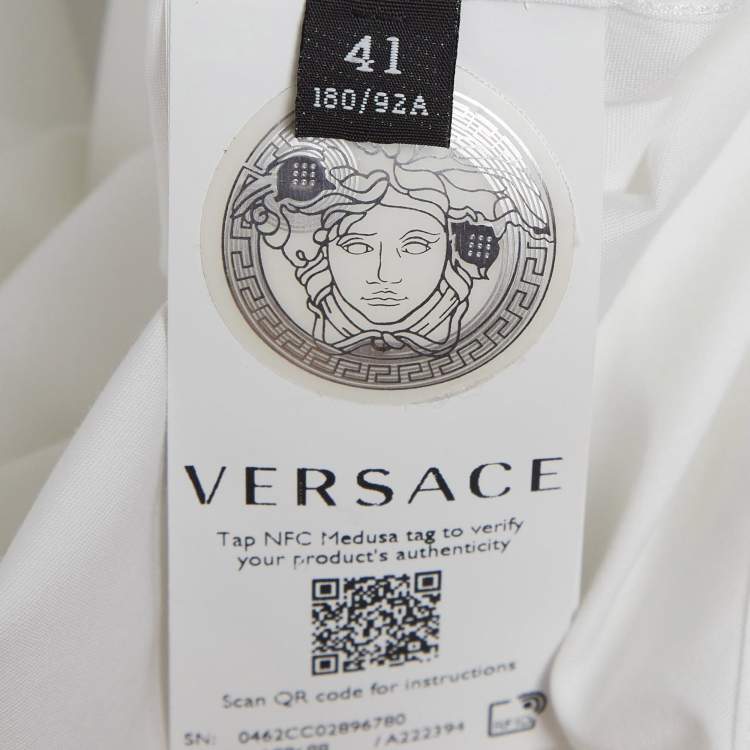 41
180/92A
VERSACE
Tap NFC Medusa tag to verify
your product's authenticity
Scan QR code for instructions
SN: 0462CC02896780
/A222394